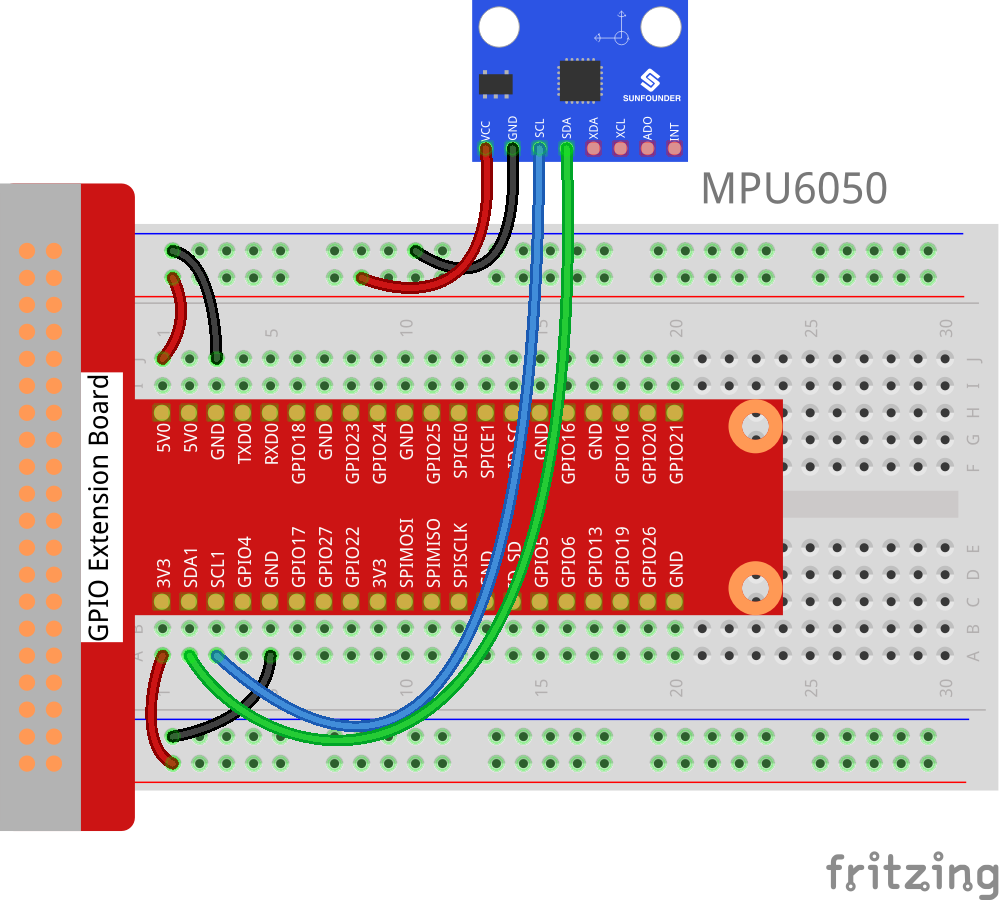 SUNFOUNDER
VCC GND SCL SDA XDA XCL ADO INT
MPU6050
1 5 10 15 20 25 30
J J
I I
H
G
F
5V0 5V0 GND TXD0 RXD0 GPIO18 GND GPIO23 GPIO24 GND GPIO25 SPICE0 SPICE1 GND GPIO16 GND GPIO16 GPIO20 GPIO21
GPIO Extension Board
3V3 SDA1 SCL1 GPIO4 GND GPIO17 GPIO27 GPIO22 3V3 SPIMOSI SPIMISO SPISCLK GND GPIO5 GPIO6 GPIO13 GPIO19 GPIO26 GND
E
D
C
B B
A A
1 5 10 15 20 25 30
fritzing